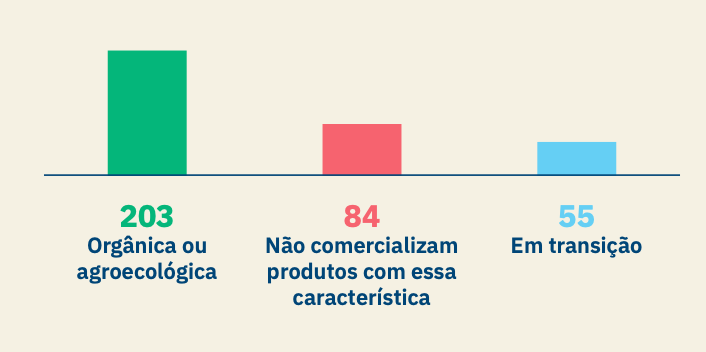 203
Orgânica ou
agroecológica
84
Não comercializam
produtos com essa
característica
55
Em transição